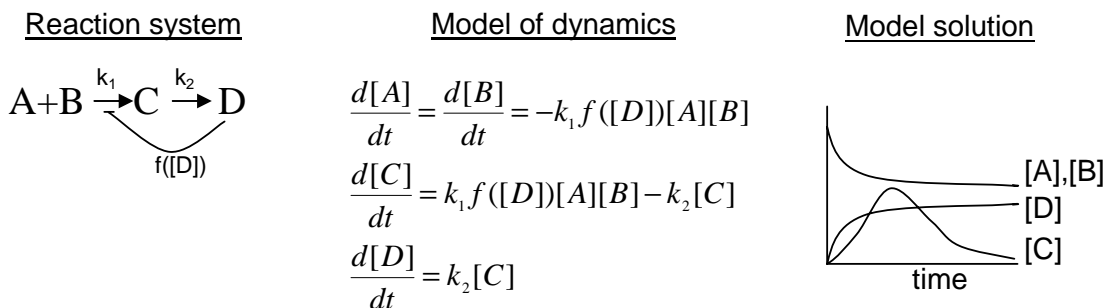 Reaction system
k1 k2
A+B → C → D
f([D])
Model of dynamics
d[A]/dt = d[B]/dt = -k1 f([D])[A][B]
d[C]/dt = k1 f([D])[A][B] - k2[C]
d[D]/dt = k2[C]
Model solution
[A],[B]
[D]
[C]
time